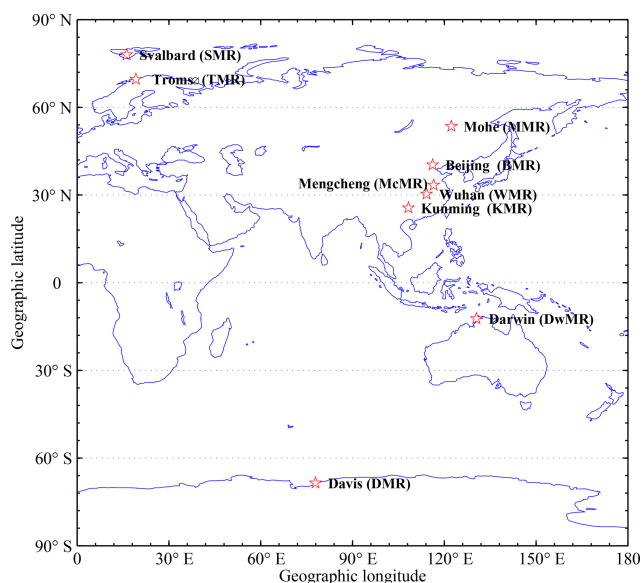 90° N
Svalbard (SMR)
Tromsø (TMR)
60° N
Mohe (MMR)
Beijing (BMR)
Mengcheng (McMR)
30° N
Wuhan (WMR)
Kunming (KMR)
Geographic latitude
0
Darwin (DwMR)
30° S
60° S
Davis (DMR)
90° S
0 30° E 60° E 90° E 120° E 150° E 180
Geographic longitude